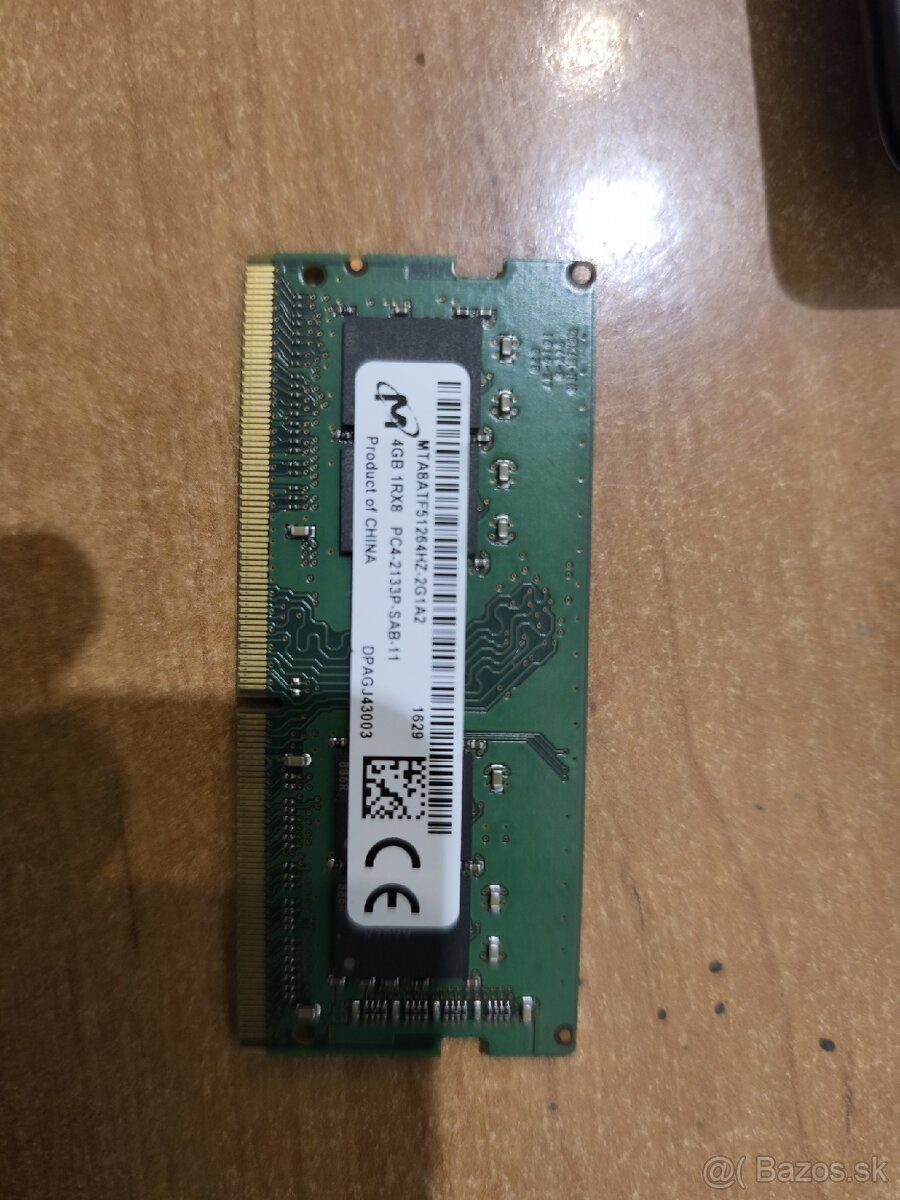 MTA8ATF51264HZ-2G1A2
1629
4GB 1RX8 PC4-2133P-SAB-11
Product of CHINA
DPAGJ43003
CE
@( Bazos.sk